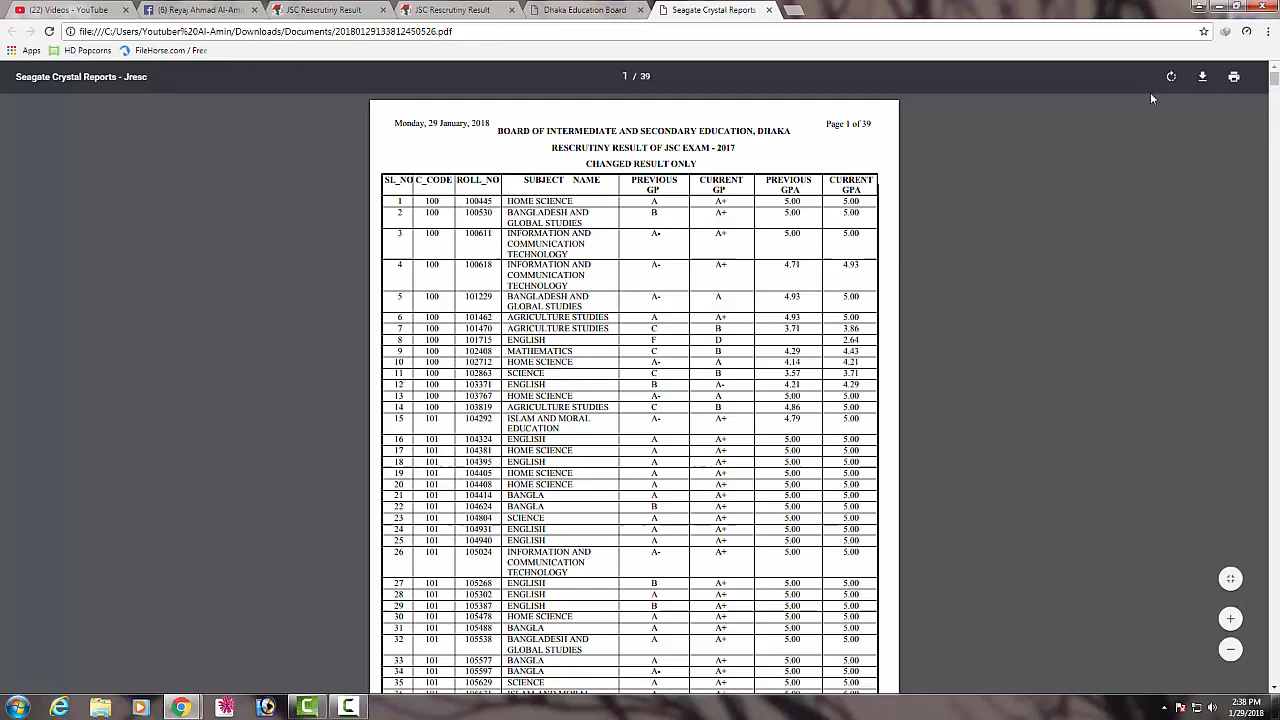 (22) Videos - YouTube
(6) Reyaj Ahmad Al-Amin
JSC Rescrutiny Result
JSC Rescrutiny Result
Dhaka Education Board
Seagate Crystal Reports
file:///C:/Users/Youtuber%20Al-Amin/Downloads/Documents/20180129133812450526.pdf
Apps HD Popcorns FileHorse.com / Free
Seagate Crystal Reports - Jresc 1 / 39
Monday, 29 January, 2018 Page 1 of 39
BOARD OF INTERMEDIATE AND SECONDARY EDUCATION, DHAKA
RESCRUTINY RESULT OF JSC EXAM - 2017
CHANGED RESULT ONLY
SL_NO C_CODE ROLL_NO SUBJECT NAME PREVIOUS GP CURRENT GP PREVIOUS GPA CURRENT GPA
1 100 100445 HOME SCIENCE A A+ 5.00 5.00
2 100 100530 BANGLADESH AND GLOBAL STUDIES B A+ 5.00 5.00
3 100 100611 INFORMATION AND COMMUNICATION TECHNOLOGY A- A+ 5.00 5.00
4 100 100618 INFORMATION AND COMMUNICATION TECHNOLOGY A- A+ 4.71 4.93
5 100 101229 BANGLADESH AND GLOBAL STUDIES A- A 4.93 5.00
6 100 101462 AGRICULTURE STUDIES A A+ 4.93 5.00
7 100 101470 AGRICULTURE STUDIES C B 3.71 3.86
8 100 101715 ENGLISH F D 2.64
9 100 102408 MATHEMATICS C B 4.29 4.43
10 100 102712 HOME SCIENCE A- A 4.14 4.21
11 100 102863 SCIENCE C B 3.57 3.71
12 100 103371 ENGLISH B A- 4.21 4.29
13 100 103767 HOME SCIENCE A- A 5.00 5.00
14 100 103819 AGRICULTURE STUDIES C B 4.86 5.00
15 101 104292 ISLAM AND MORAL EDUCATION A- A+ 4.79 5.00
16 101 104324 ENGLISH A A+ 5.00 5.00
17 101 104381 HOME SCIENCE A A+ 5.00 5.00
18 101 104395 ENGLISH A A+ 5.00 5.00
19 101 104405 HOME SCIENCE A A+ 5.00 5.00
20 101 104408 HOME SCIENCE A A+ 5.00 5.00
21 101 104414 BANGLA A A+ 5.00 5.00
22 101 104624 BANGLA B A+ 5.00 5.00
23 101 104804 SCIENCE A A+ 5.00 5.00
24 101 104931 ENGLISH A A+ 5.00 5.00
25 101 104940 ENGLISH A A+ 5.00 5.00
26 101 105024 INFORMATION AND COMMUNICATION TECHNOLOGY A- A+ 5.00 5.00
27 101 105268 ENGLISH B A+ 5.00 5.00
28 101 105302 ENGLISH A A+ 5.00 5.00
29 101 105387 ENGLISH B A+ 5.00 5.00
30 101 105478 HOME SCIENCE A A+ 5.00 5.00
31 101 105488 BANGLA A A+ 5.00 5.00
32 101 105538 BANGLADESH AND GLOBAL STUDIES A A+ 5.00 5.00
33 101 105577 BANGLA A A+ 5.00 5.00
34 101 105597 BANGLA A- A+ 5.00 5.00
35 101 105629 SCIENCE A A+ 5.00 5.00
2:38 PM
1/29/2018